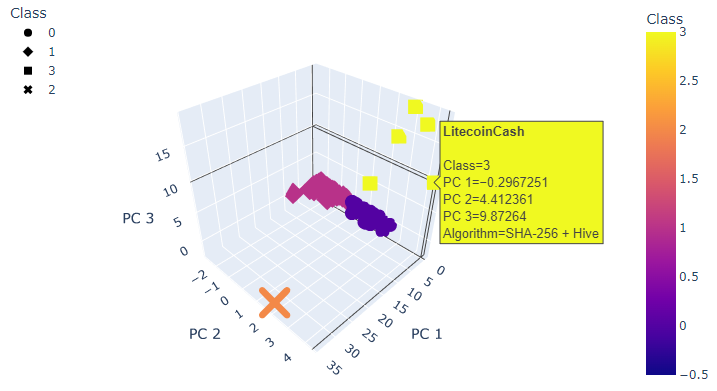 Class
0
1
3
2
15
10
5
0
PC 3
−2
−1
0
1
2
3
4
PC 2
0
5
10
15
20
25
30
35
PC 1
LitecoinCash
Class=3
PC 1=−0.2967251
PC 2=4.412361
PC 3=9.87264
Algorithm=SHA-256 + Hive
Class
3
2.5
2
1.5
1
0.5
0
−0.5